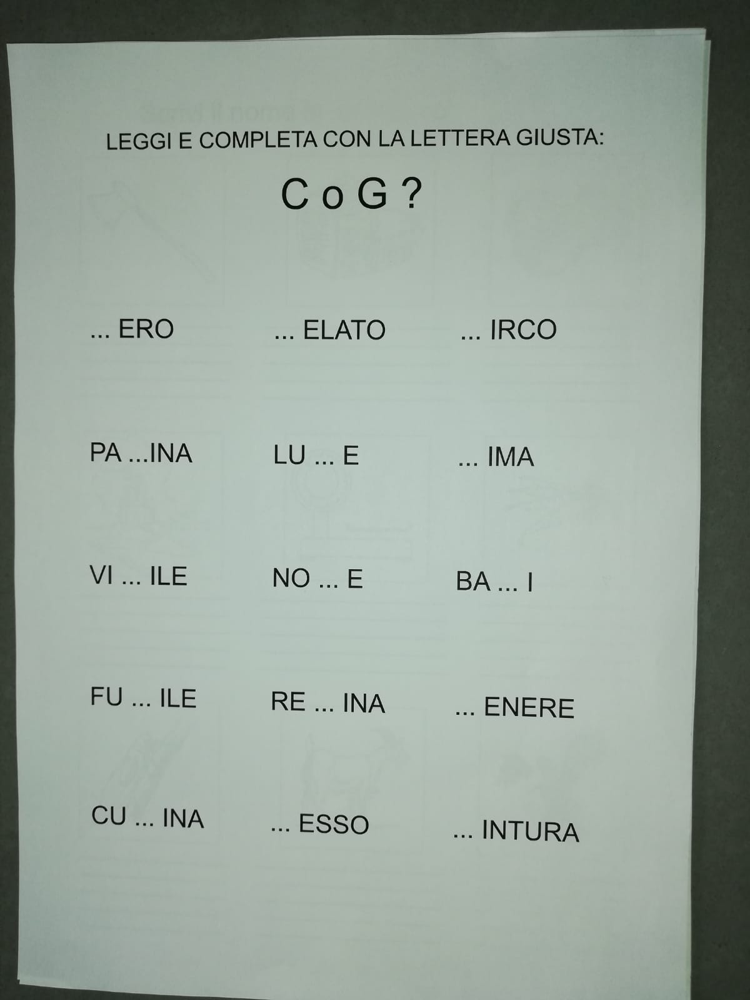 LEGGI E COMPLETA CON LA LETTERA GIUSTA:
C o G ?
... ERO ... ELATO ... IRCO
PA ...INA LU ... E ... IMA
VI ... ILE NO ... E BA ... I
FU ... ILE RE ... INA ... ENERE
CU ... INA ... ESSO ... INTURA